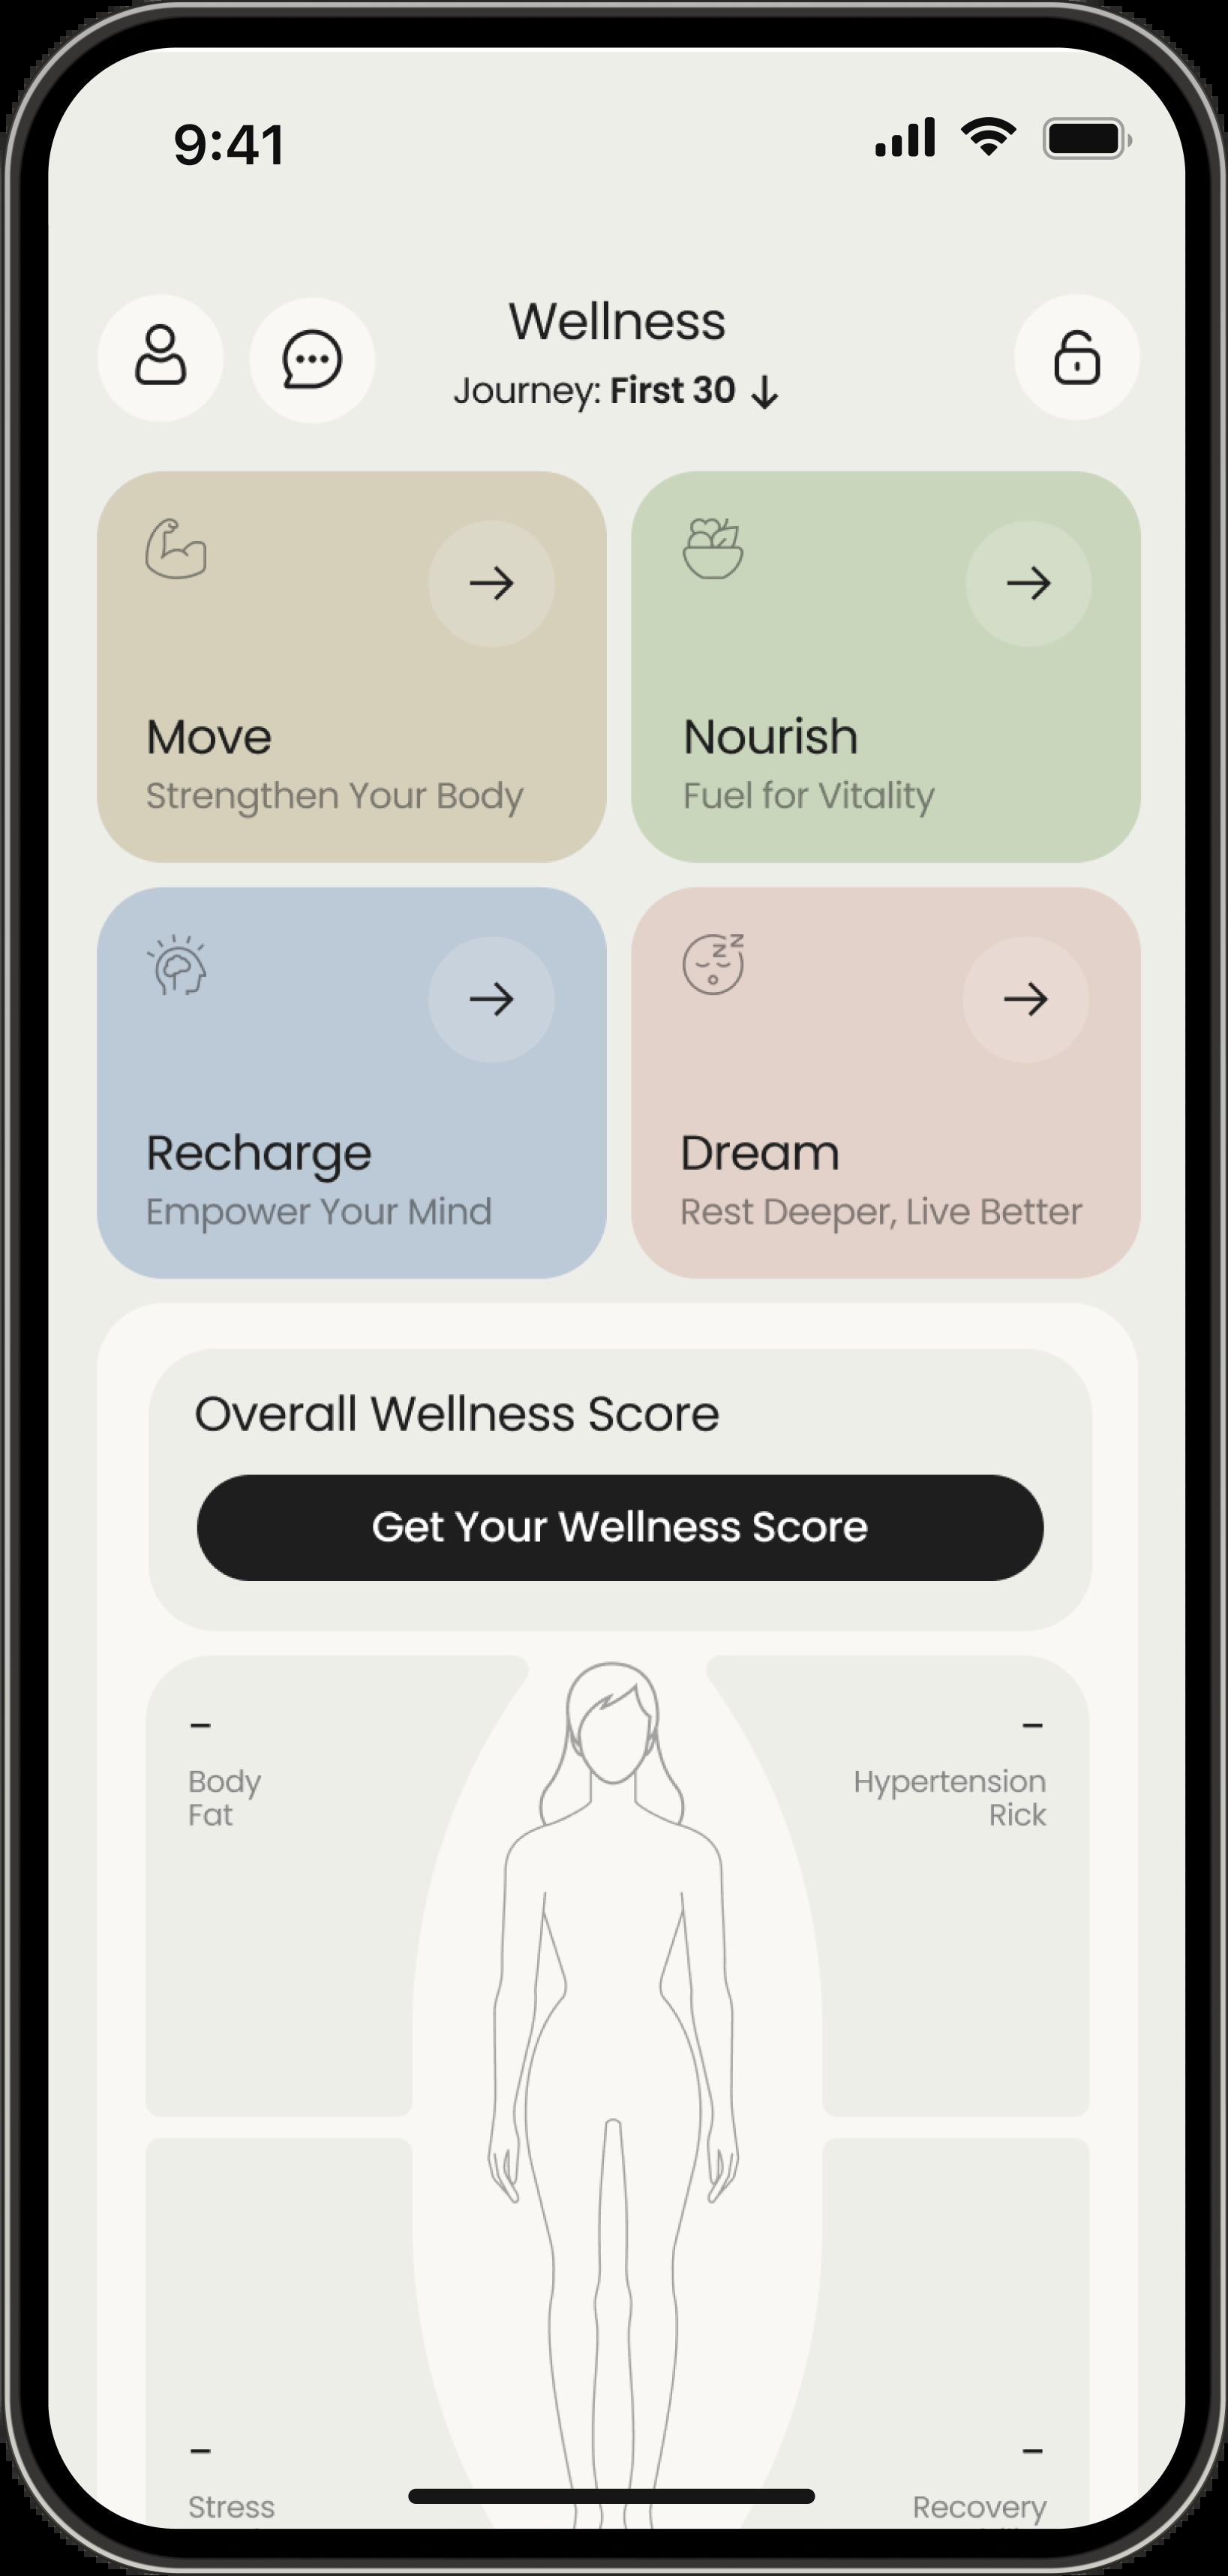 9:41
Wellness
Journey: First 30 ↓
Move
Strengthen Your Body
Nourish
Fuel for Vitality
Recharge
Empower Your Mind
Dream
Rest Deeper, Live Better
Overall Wellness Score
Get Your Wellness Score
–
Body
Fat
–
Hypertension
Rick
–
Stress
–
Recovery